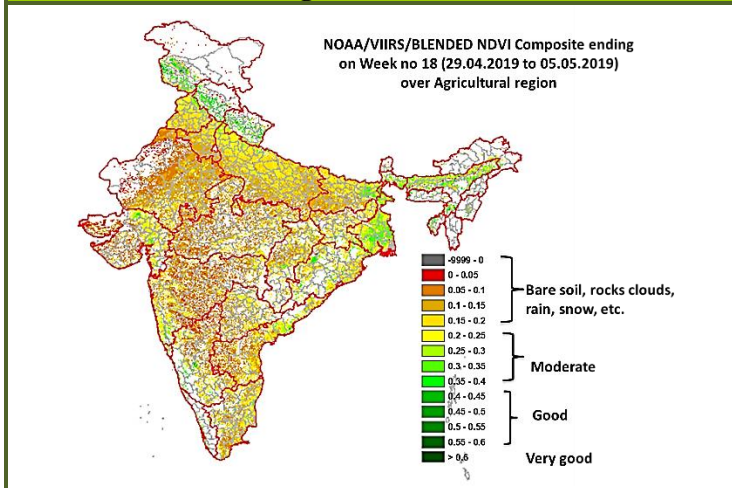 NOAA/VIIRS/BLENDED NDVI Composite ending
on Week no 18 (29.04.2019 to 05.05.2019)
over Agricultural region
-9999 - 0
0 - 0.05
0.05 - 0.1
0.1 - 0.15
0.15 - 0.2
Bare soil, rocks clouds,
rain, snow, etc.
0.2 - 0.25
0.25 - 0.3
0.3 - 0.35
0.35 - 0.4
Moderate
0.4 - 0.45
0.45 - 0.5
0.5 - 0.55
0.55 - 0.6
Good
> 0.6
Very good